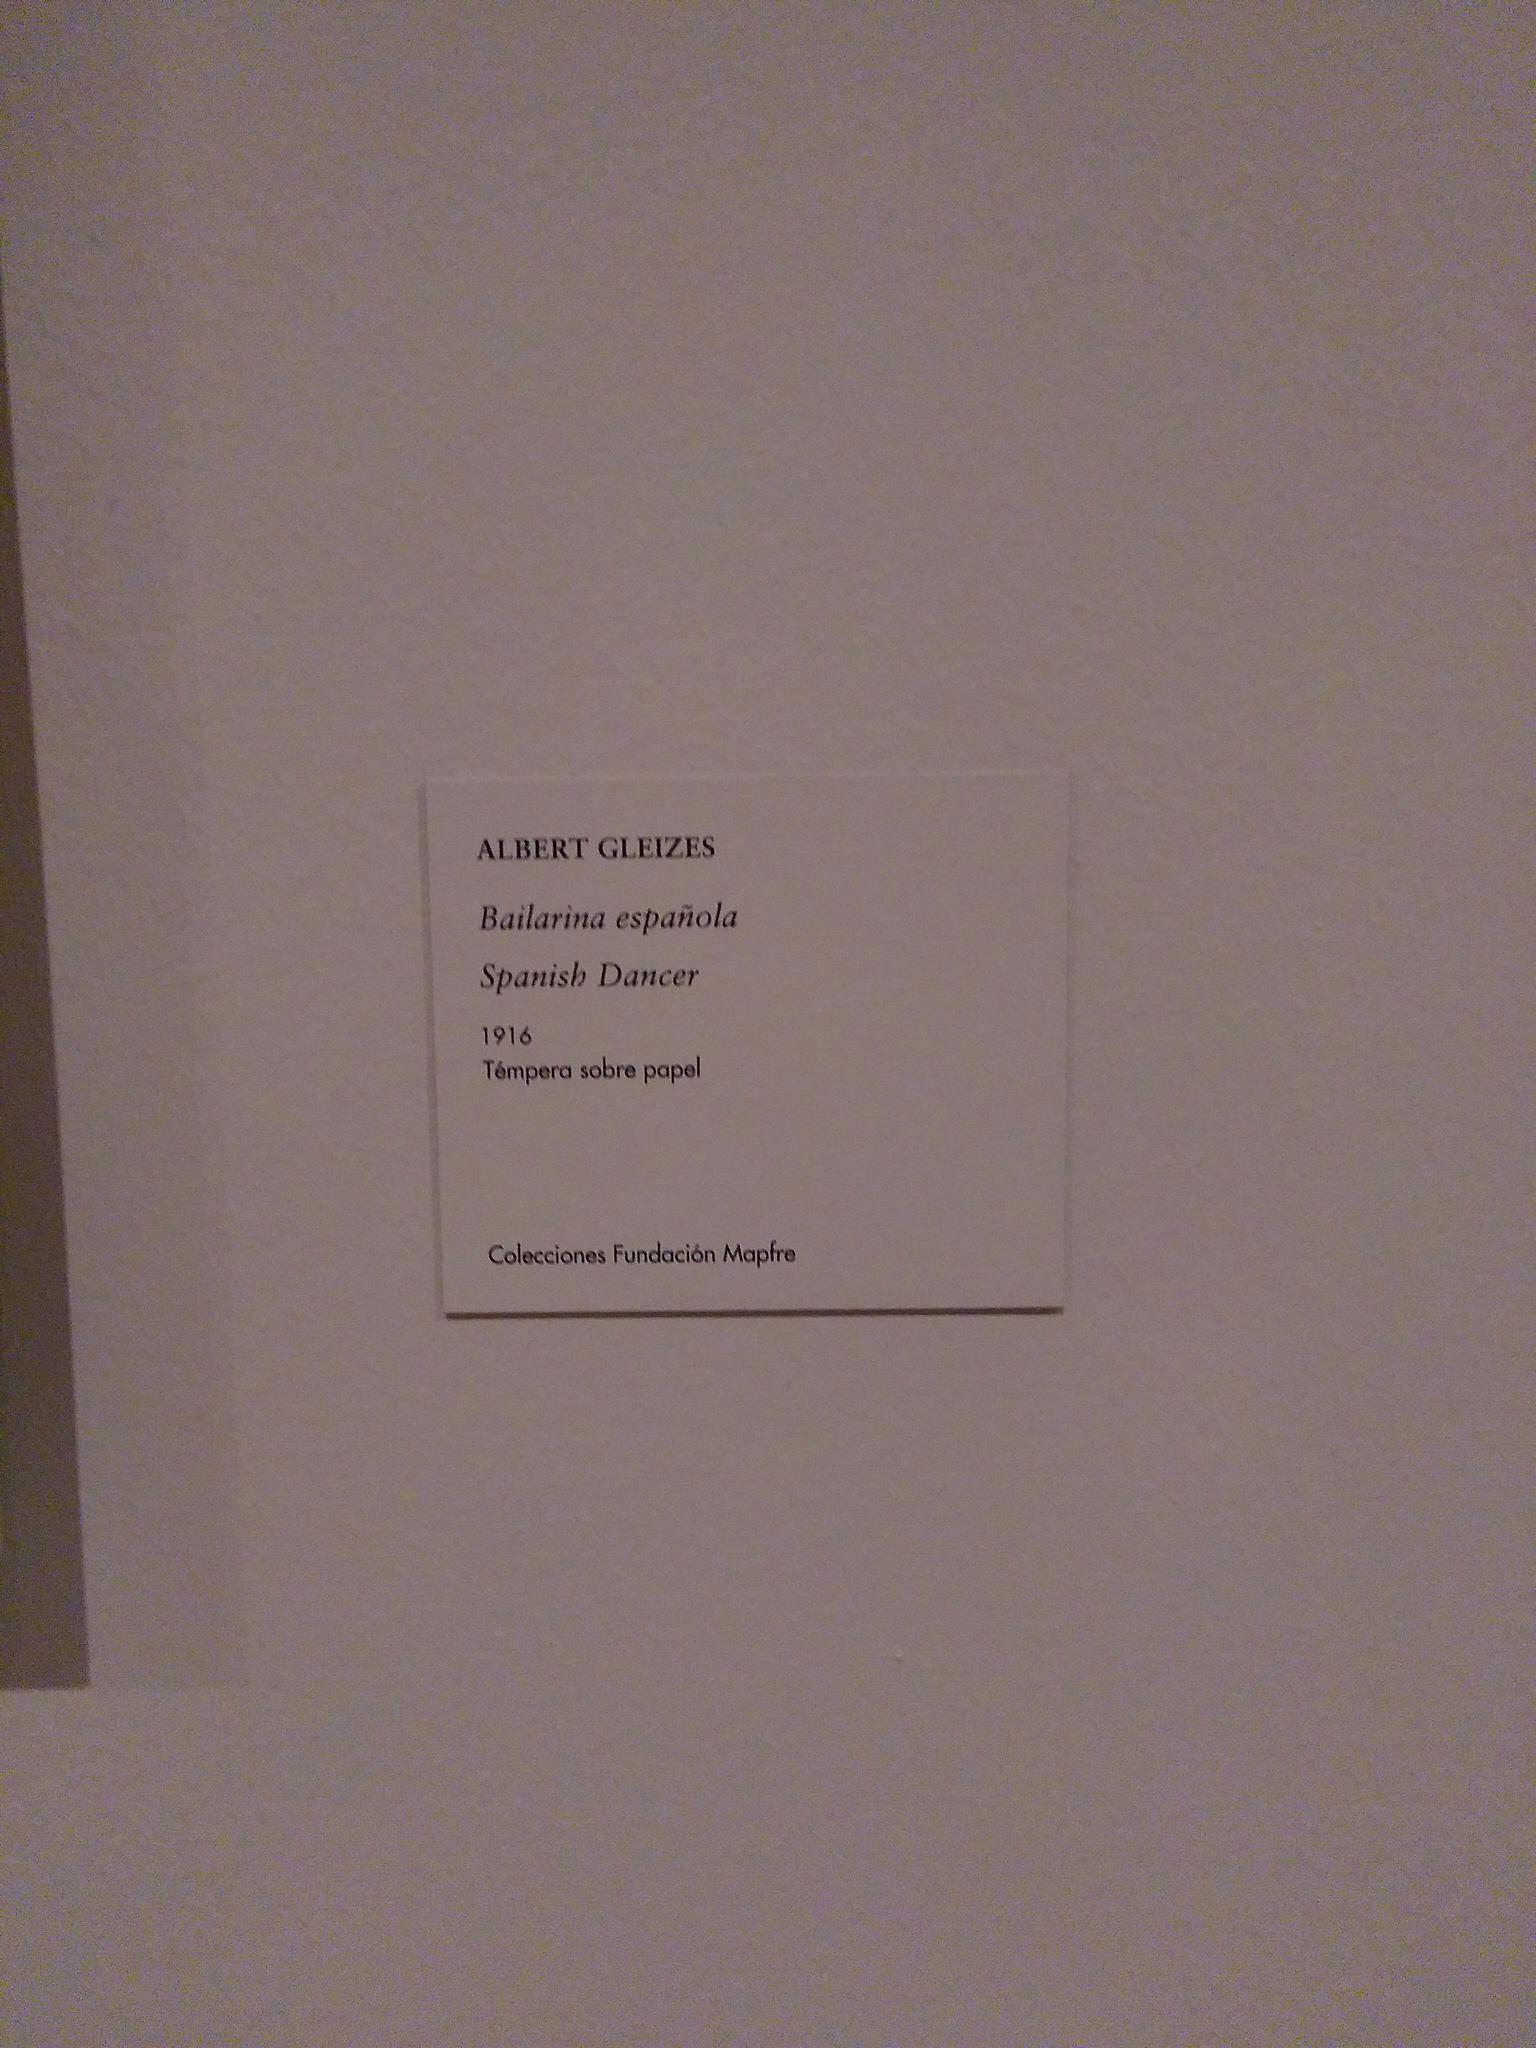 ALBERT GLEIZES
Bailarina española
Spanish Dancer
1916
Témpera sobre papel
Colecciones Fundación Mapfre